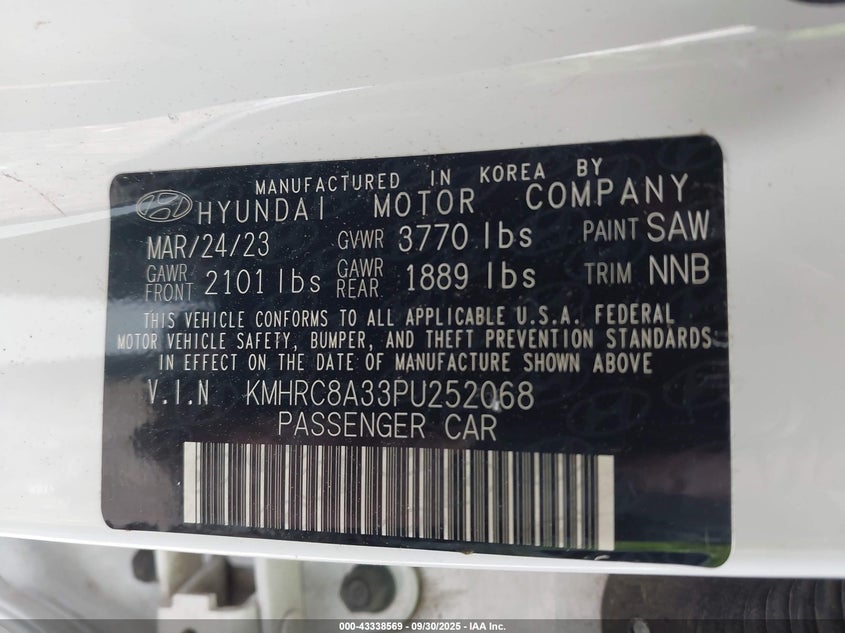 MANUFACTURED IN KOREA BY
HYUNDAI MOTOR COMPANY
MAR/24/23 GVWR 3770 lbs PAINT SAW
GAWR FRONT 2101 lbs GAWR REAR. 1889 lbs TRIM NNB
THIS VEHICLE CONFORMS TO ALL APPLICABLE U.S.A. FEDERAL
MOTOR VEHICLE SAFETY, BUMPER, AND THEFT PREVENTION STANDARDS
IN EFFECT ON THE DATE OF MANUFACTURE SHOWN ABOVE
V.I.N KMHRC8A33PU252068
PASSENGER CAR
000-43338569 - 09/30/2025 - IAA Inc.